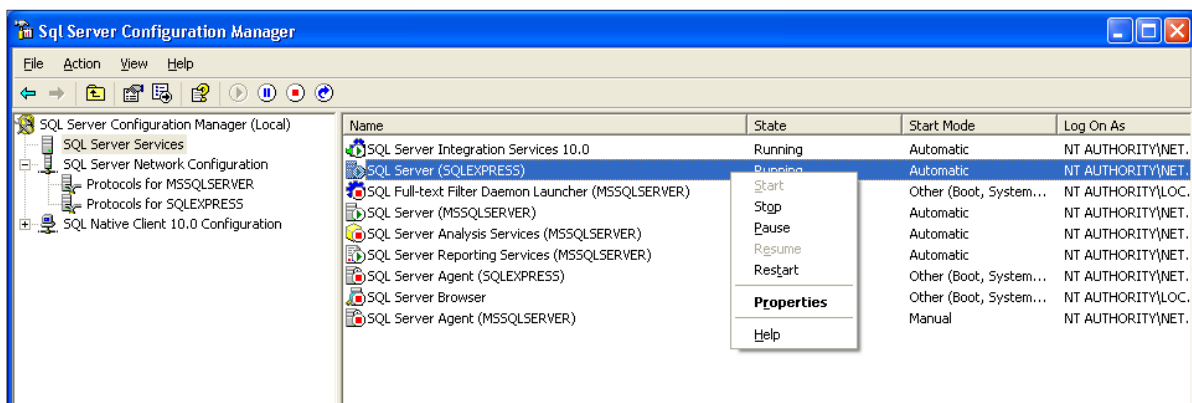 Sql Server Configuration Manager
File Action View Help
SQL Server Configuration Manager (Local)
SQL Server Services
SQL Server Network Configuration
Protocols for MSSQLSERVER
Protocols for SQLEXPRESS
SQL Native Client 10.0 Configuration
Name State Start Mode Log On As
SQL Server Integration Services 10.0 Running Automatic NT AUTHORITY\NET.
SQL Server (SQLEXPRESS) Running Automatic NT AUTHORITY\NET.
SQL Full-text Filter Daemon Launcher (MSSQLSERVER) Other (Boot, System... NT AUTHORITY\LOC.
SQL Server (MSSQLSERVER) Automatic NT AUTHORITY\NET.
SQL Server Analysis Services (MSSQLSERVER) Automatic NT AUTHORITY\NET.
SQL Server Reporting Services (MSSQLSERVER) Automatic NT AUTHORITY\NET.
SQL Server Agent (SQLEXPRESS) Other (Boot, System... NT AUTHORITY\NET.
SQL Server Browser Other (Boot, System... NT AUTHORITY\LOC.
SQL Server Agent (MSSQLSERVER) Manual NT AUTHORITY\NET.
Start
Stop
Pause
Resume
Restart
Properties
Help